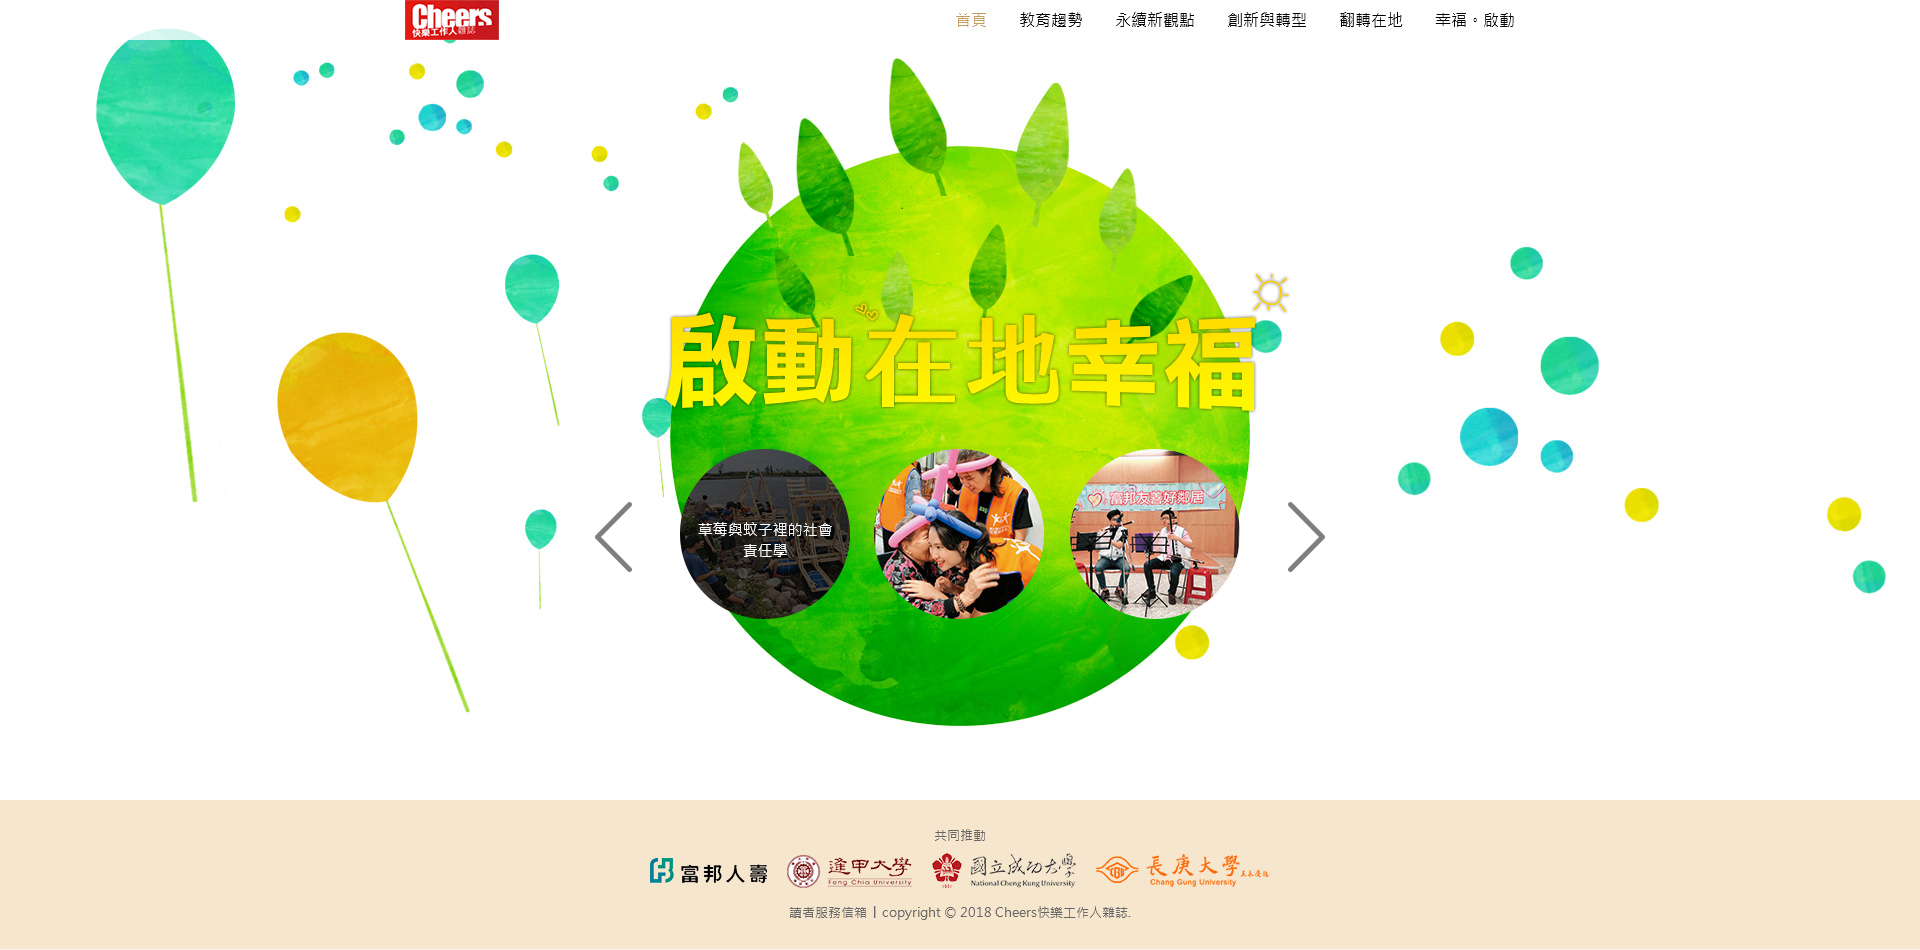 Cheers
快樂工作人雜誌
首頁
教育趨勢
永續新觀點
創新與轉型
翻轉在地
幸福。啟動
啟動在地幸福
草莓與蚊子裡的社會
責任學
富邦友善好鄰居
共同推動
富邦人壽
逢甲大學
Feng Chia University
國立成功大學
National Cheng Kung University
長庚大學
Chang Gung University
讀者服務信箱 | copyright © 2018 Cheers快樂工作人雜誌.